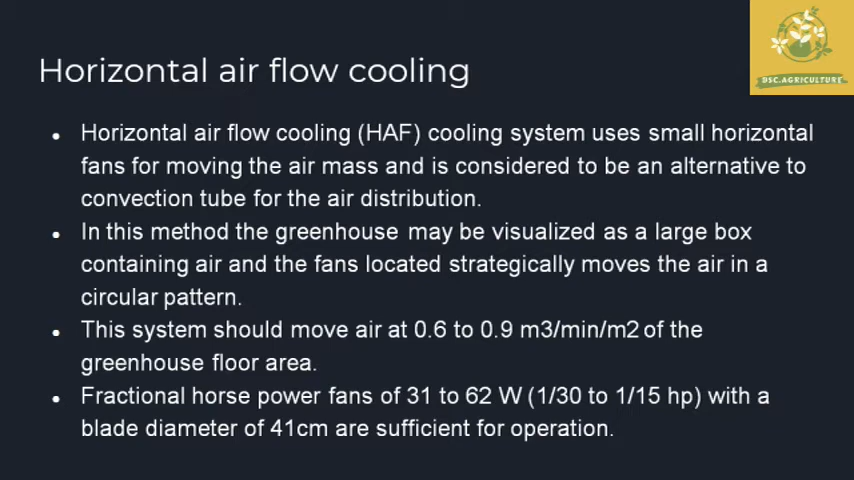 Horizontal air flow cooling
DSC.AGRICULTURE
• Horizontal air flow cooling (HAF) cooling system uses small horizontal
fans for moving the air mass and is considered to be an alternative to
convection tube for the air distribution.
• In this method the greenhouse may be visualized as a large box
containing air and the fans located strategically moves the air in a
circular pattern.
• This system should move air at 0.6 to 0.9 m3/min/m2 of the
greenhouse floor area.
• Fractional horse power fans of 31 to 62 W (1/30 to 1/15 hp) with a
blade diameter of 41cm are sufficient for operation.